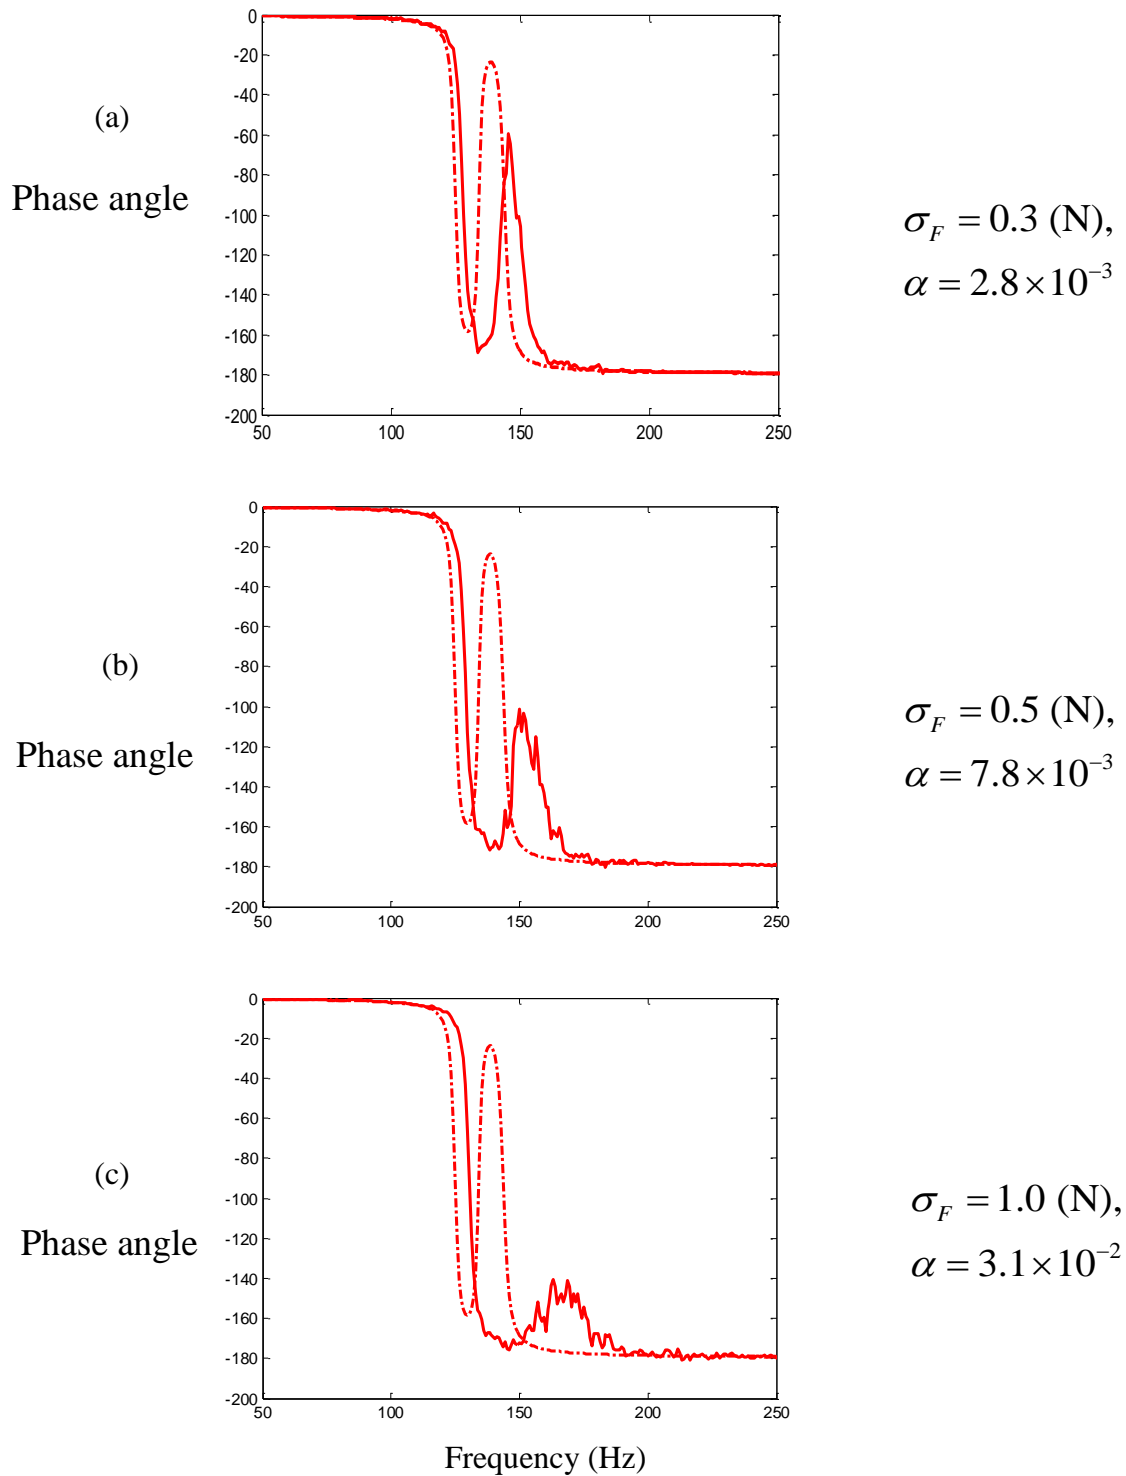 (a)
Phase angle
0
-20
-40
-60
-80
-100
-120
-140
-160
-180
-200
50 100 150 200 250
σ_F = 0.3 (N),
α = 2.8×10⁻³
(b)
Phase angle
0
-20
-40
-60
-80
-100
-120
-140
-160
-180
-200
50 100 150 200 250
σ_F = 0.5 (N),
α = 7.8×10⁻³
(c)
Phase angle
0
-20
-40
-60
-80
-100
-120
-140
-160
-180
-200
50 100 150 200 250
σ_F = 1.0 (N),
α = 3.1×10⁻²
Frequency (Hz)